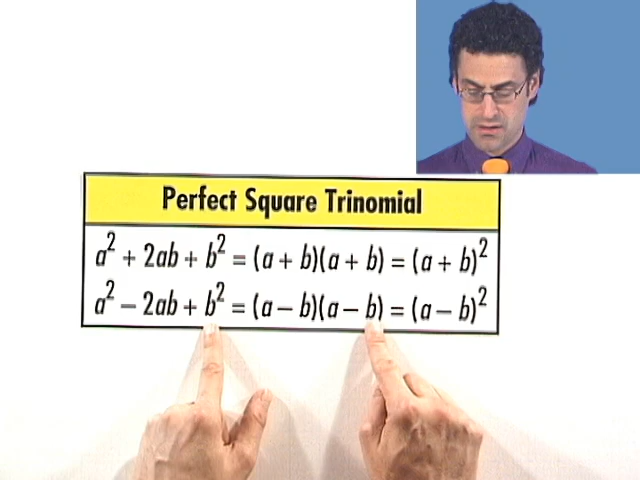 Perfect Square Trinomial
a² + 2ab + b² = (a + b)(a + b) = (a + b)²
a² − 2ab + b² = (a − b)(a − b) = (a − b)²